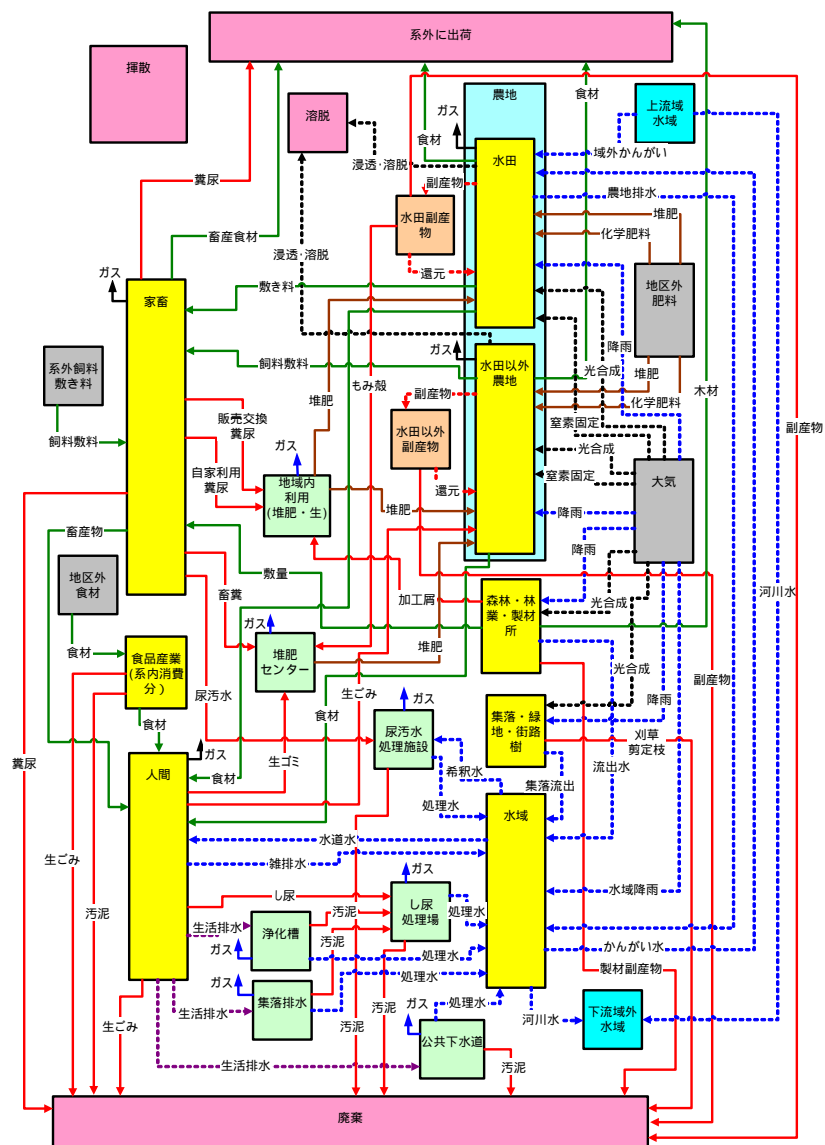 系外に出荷
揮散
溶脱
農地
上流域
水域
ガス
食材
食材
水田
域外かんがい
浸透・溶脱
副産物
農地排水
糞尿
水田副産
物
堆肥
化学肥料
畜産食材
浸透・溶脱
還元
地区外
肥料
ガス
家畜
敷き料
降雨
ガス
水田以外
農地
光合成
堆肥
木材
系外飼料
敷き料
飼料敷料
もみ殻
副産物
化学肥料
堆肥
窒素固定
副産物
飼料敷料
販売交換
糞尿
ガス
水田以外
副産物
光合成
自家利用
糞尿
地域内
利用
(堆肥・生)
還元
窒素固定
大気
堆肥
降雨
畜産物
降雨
地区外
食材
敷量
畜糞
加工屑
森林・林
業・製材
所
光合成
河川水
ガス
堆肥
センター
堆肥
食材
食品産業
(系内消費
分)
光合成
副産物
尿汚水
生ごみ
食材
ガス
降雨
食材
尿汚水
処理施設
集落・緑
地・街路
樹
刈草
剪定枝
糞尿
ガス
生ゴミ
希釈水
流出水
人間
食材
集落流出
処理水
水域
水道水
生ごみ
雑排水
汚泥
ガス
し尿
水域降雨
し尿
処理場
処理水
汚泥
生活排水
浄化槽
ガス
汚泥
処理水
かんがい水
ガス
処理水
製材副産物
集落排水
ガス
処理水
生活排水
下流域外
水域
生ごみ
汚泥
汚泥
河川水
公共下水道
生活排水
汚泥
廃棄